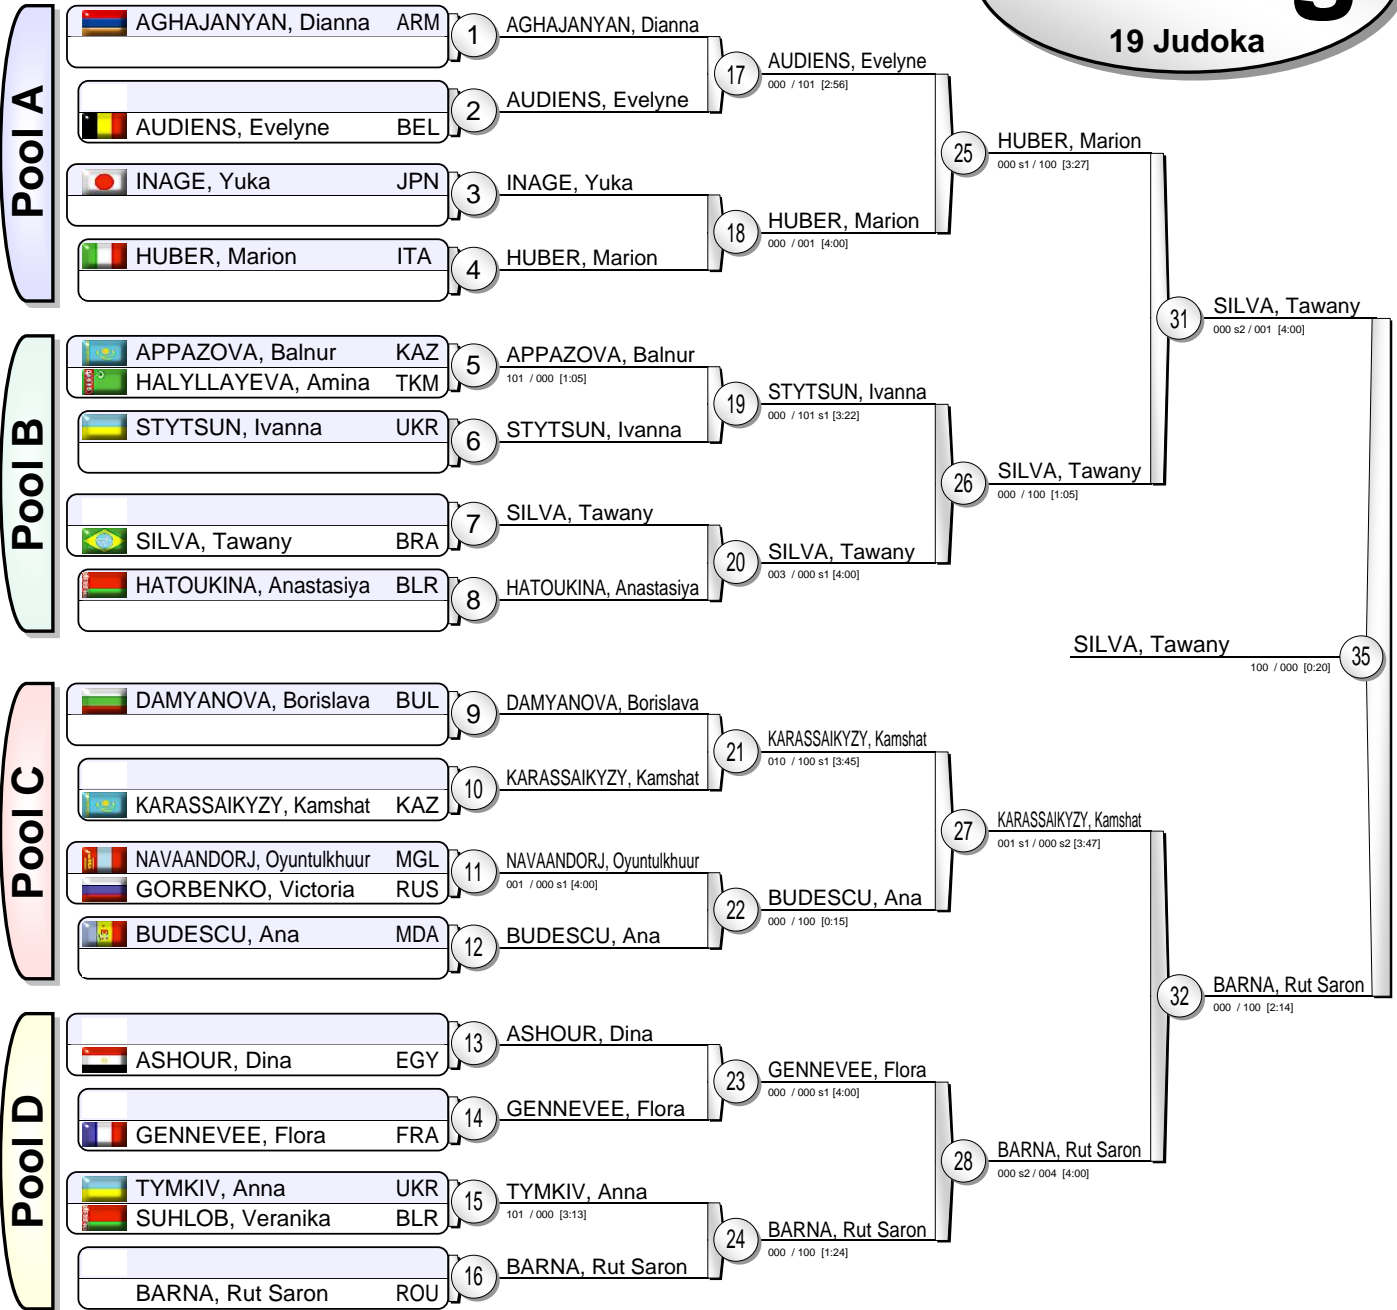 19 Judoka
Pool A
AGHAJANYAN, Dianna ARM
1
AGHAJANYAN, Dianna
AUDIENS, Evelyne BEL
2
AUDIENS, Evelyne
17
AUDIENS, Evelyne
000 / 101 [2:56]
INAGE, Yuka JPN
3
INAGE, Yuka
HUBER, Marion ITA
4
HUBER, Marion
18
HUBER, Marion
000 / 001 [4:00]
25
HUBER, Marion
000 s1 / 100 [3:27]
Pool B
APPAZOVA, Balnur KAZ
HALYLLAYEVA, Amina TKM
5
APPAZOVA, Balnur
101 / 000 [1:05]
STYTSUN, Ivanna UKR
6
STYTSUN, Ivanna
19
STYTSUN, Ivanna
000 / 101 s1 [3:22]
SILVA, Tawany BRA
7
SILVA, Tawany
HATOUKINA, Anastasiya BLR
8
HATOUKINA, Anastasiya
20
SILVA, Tawany
003 / 000 s1 [4:00]
26
SILVA, Tawany
000 / 100 [1:05]
31
SILVA, Tawany
000 s2 / 001 [4:00]
SILVA, Tawany
100 / 000 [0:20]
35
Pool C
DAMYANOVA, Borislava BUL
9
DAMYANOVA, Borislava
KARASSAIKYZY, Kamshat KAZ
10
KARASSAIKYZY, Kamshat
21
KARASSAIKYZY, Kamshat
010 / 100 s1 [3:45]
NAVAANDORJ, Oyuntulkhuur MGL
GORBENKO, Victoria RUS
11
NAVAANDORJ, Oyuntulkhuur
001 / 000 s1 [4:00]
BUDESCU, Ana MDA
12
BUDESCU, Ana
22
BUDESCU, Ana
000 / 100 [0:15]
27
KARASSAIKYZY, Kamshat
001 s1 / 000 s2 [3:47]
Pool D
ASHOUR, Dina EGY
13
ASHOUR, Dina
GENNEVEE, Flora FRA
14
GENNEVEE, Flora
23
GENNEVEE, Flora
000 / 000 s1 [4:00]
TYMKIV, Anna UKR
SUHLOB, Veranika BLR
15
TYMKIV, Anna
101 / 000 [3:13]
BARNA, Rut Saron ROU
16
BARNA, Rut Saron
24
BARNA, Rut Saron
000 / 100 [1:24]
28
BARNA, Rut Saron
000 s2 / 004 [4:00]
32
BARNA, Rut Saron
000 / 100 [2:14]